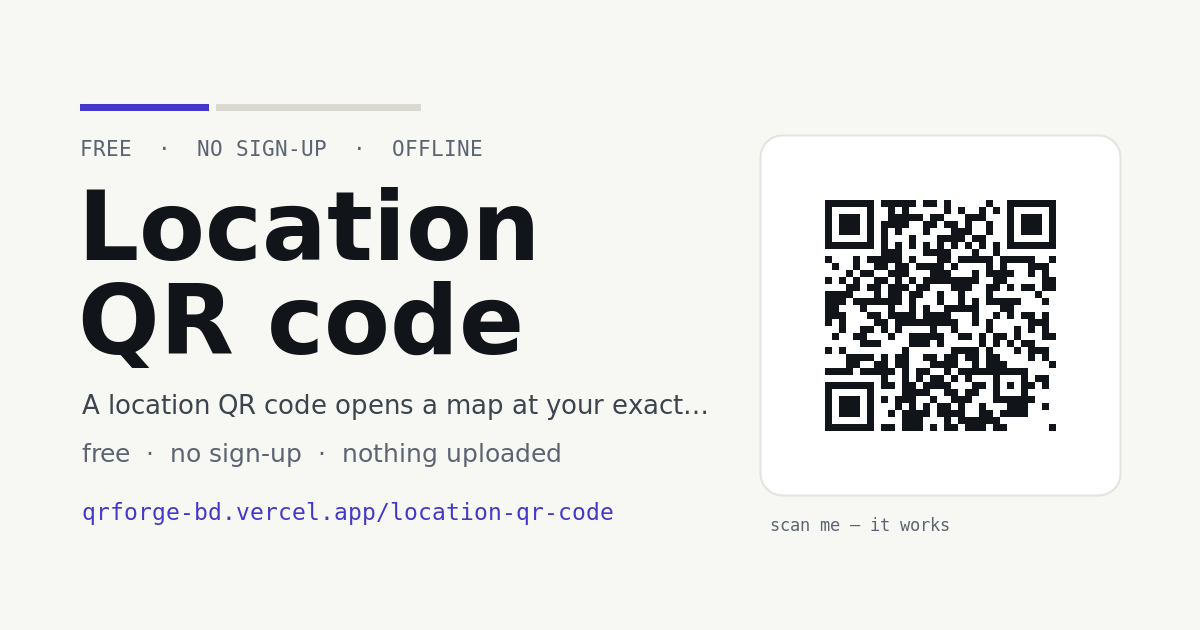 FREE · NO SIGN-UP · OFFLINE
Location
QR code
A location QR code opens a map at your exact…
free · no sign-up · nothing uploaded
qrforge-bd.vercel.app/location-qr-code
scan me — it works